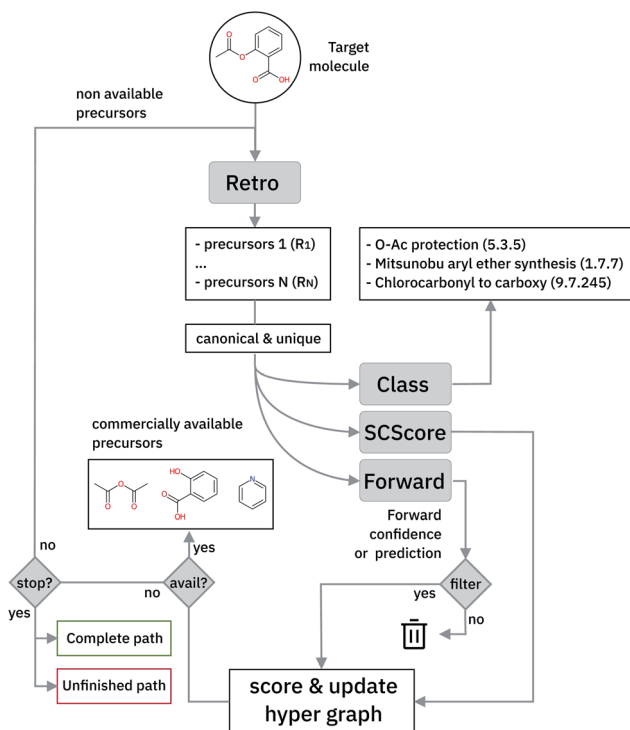 Target
molecule
O
O
O
OH
non available
precursors
Retro
- precursors 1 (R1)
...
- precursors N (RN)
- O-Ac protection (5.3.5)
- Mitsunobu aryl ether synthesis (1.7.7)
- Chlorocarbonyl to carboxy (9.7.245)
canonical & unique
Class
commercially available
precursors
SCScore
O
O
O
HO
O
OH
N
Forward
Forward
confidence
or prediction
no
yes
stop?
no
avail?
yes
filter
yes
no
Complete path
Unfinished path
score & update
hyper graph